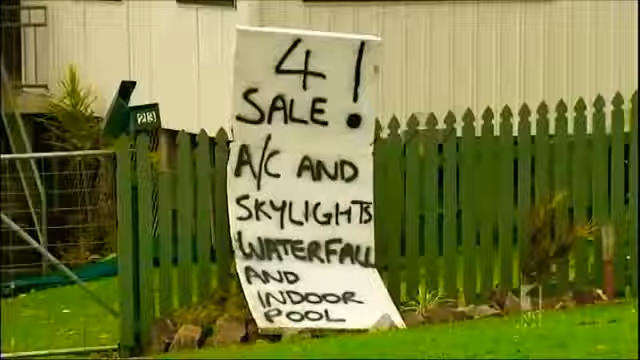 4!
SALE!
A/C AND
SKYLIGHTS
WATERFALL
AND
INDOOR
POOL
23